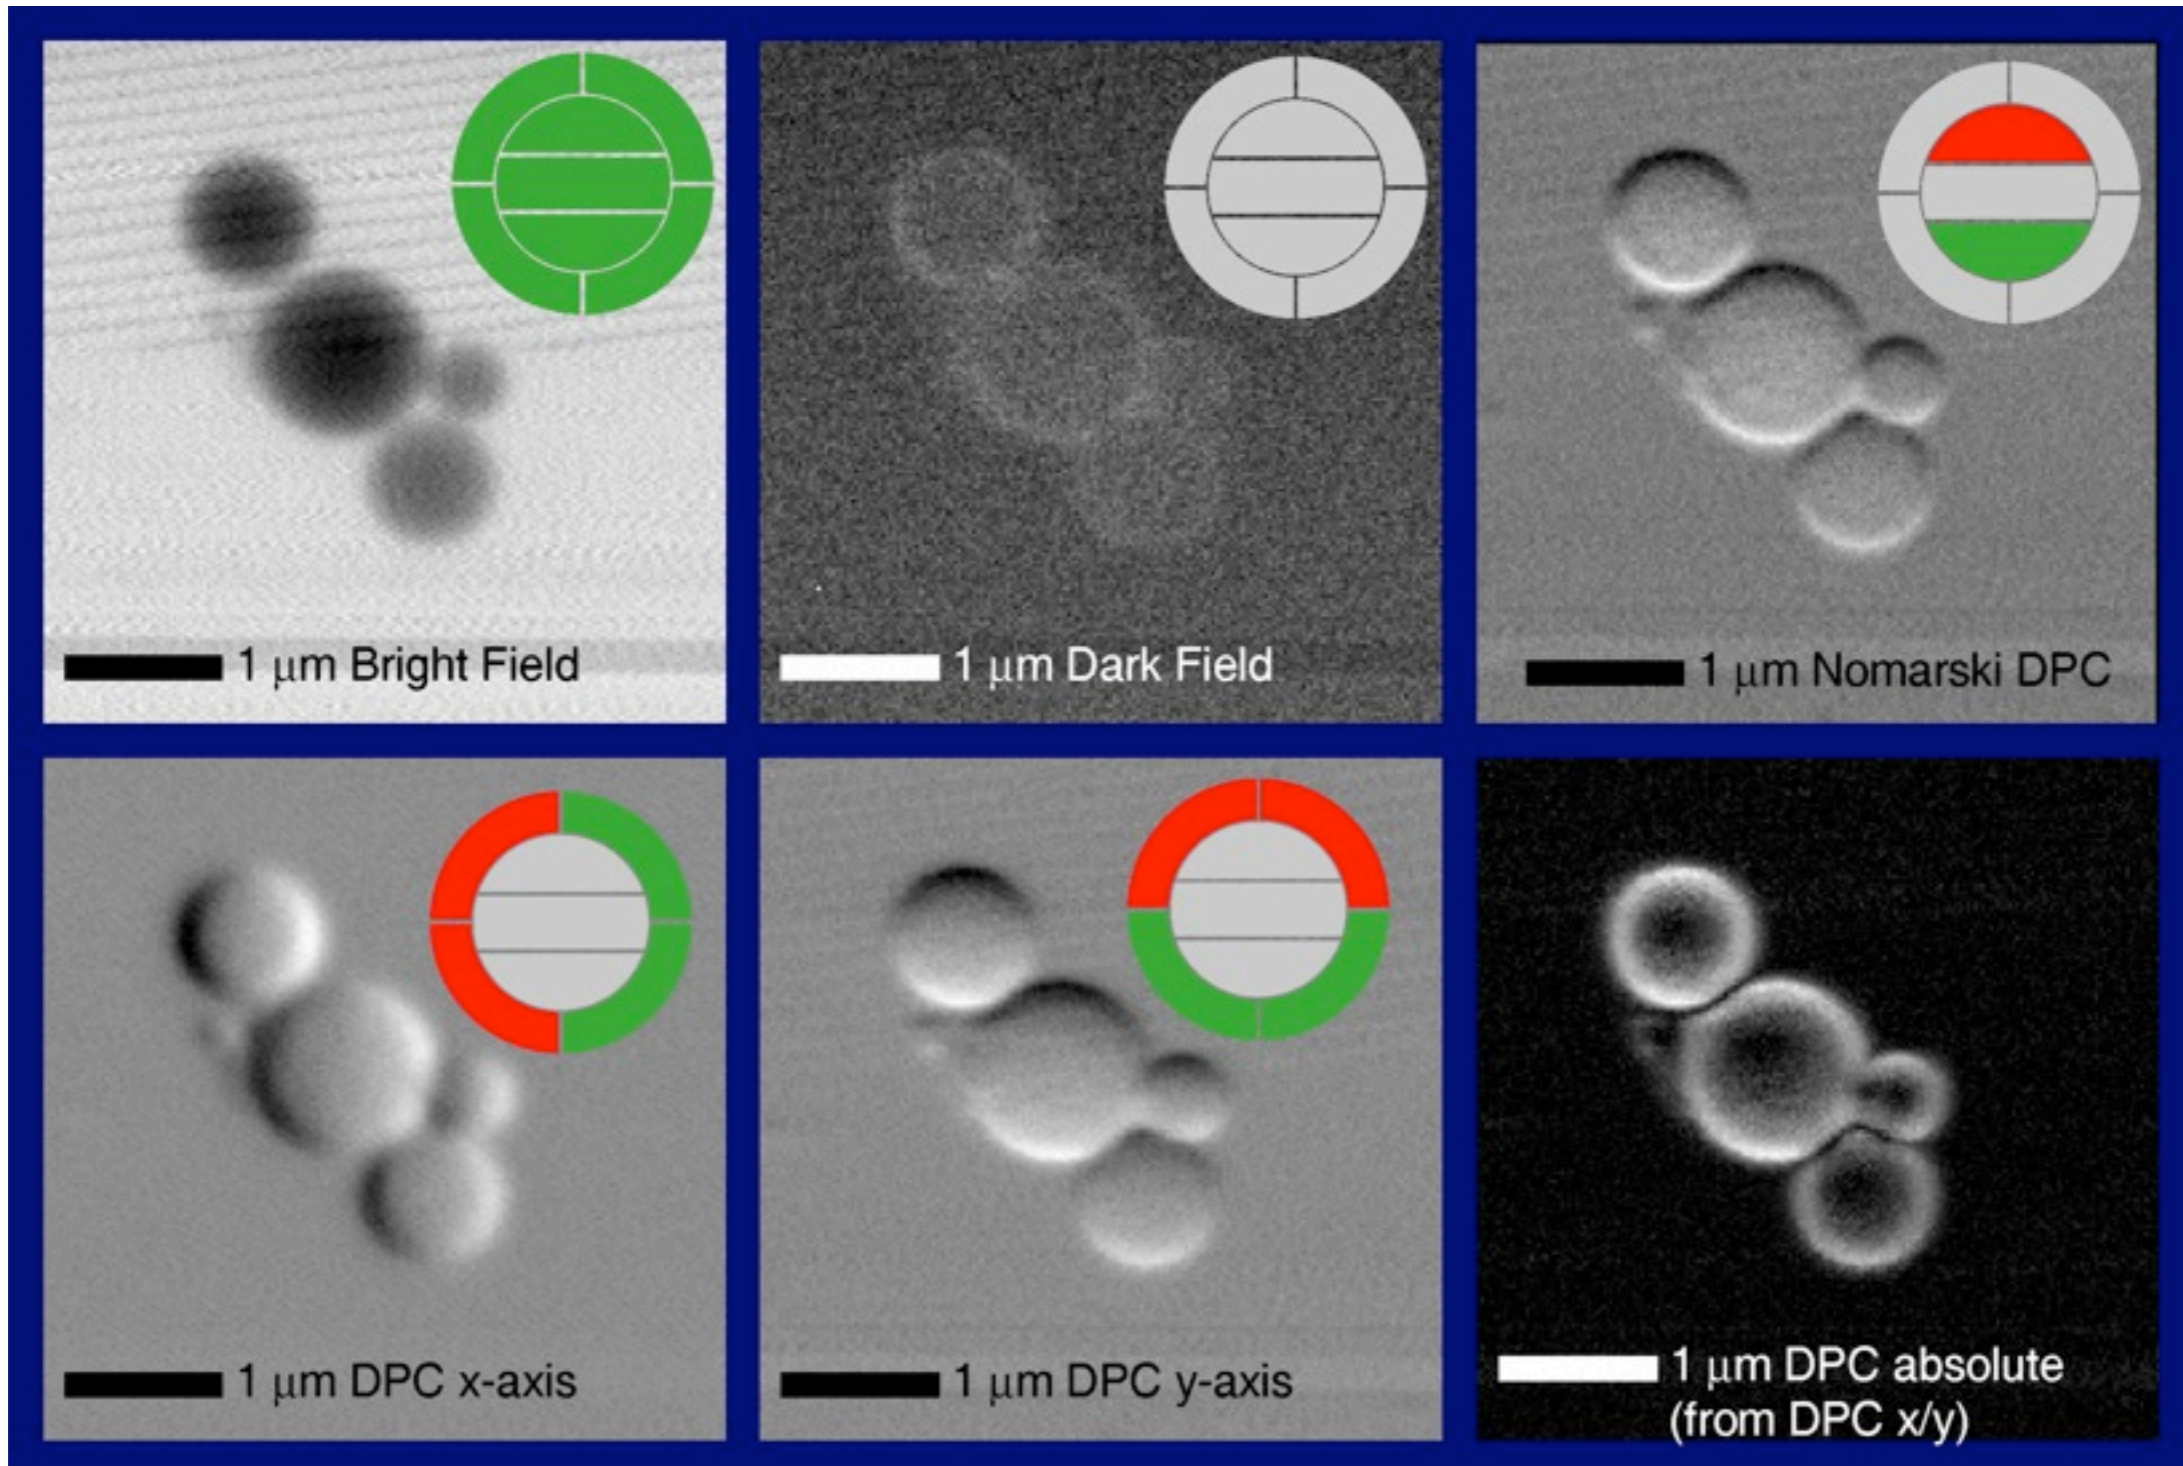 1 μm Bright Field
1 μm Dark Field
1 μm Nomarski DPC
1 μm DPC x-axis
1 μm DPC y-axis
1 μm DPC absolute
(from DPC x/y)